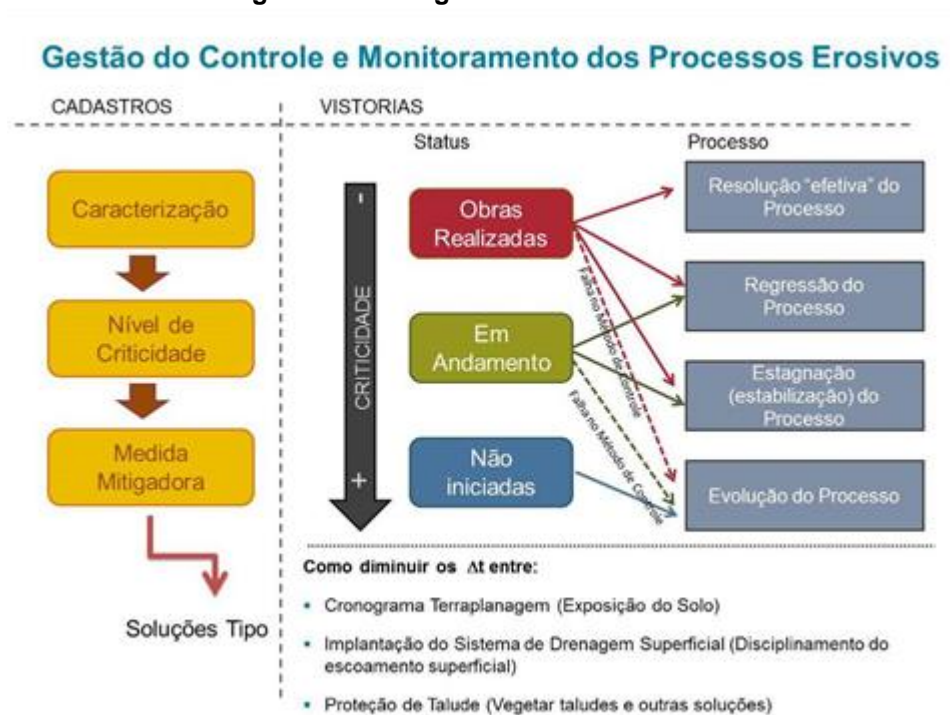 Gestão do Controle e Monitoramento dos Processos Erosivos
CADASTROS
VISTORIAS
Status
Processo
Caracterização
Nível de
Criticidade
Medida
Mitigadora
Soluções Tipo
-
CRITICIDADE
+
Obras
Realizadas
Em
Andamento
Não
iniciadas
Falha no Método de Controle
Falha no Método de Controle
Resolução "efetiva" do
Processo
Regressão do
Processo
Estagnação
(estabilização) do
Processo
Evolução do Processo
Como diminuir os Δt entre:
▪ Cronograma Terraplanagem (Exposição do Solo)
▪ Implantação do Sistema de Drenagem Superficial (Disciplinamento do
escoamento superficial)
▪ Proteção de Talude (Vegetar taludes e outras soluções)